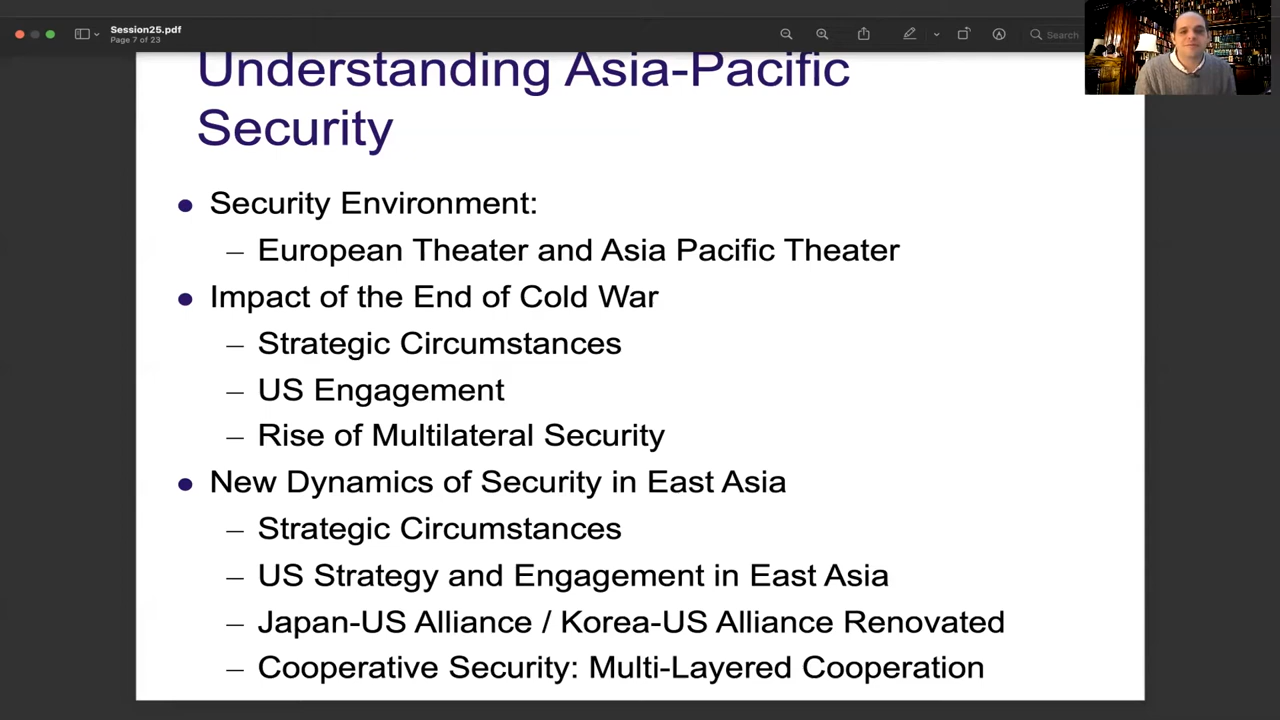 Session25.pdf
Page 7 of 23
Search
Understanding Asia-Pacific
Security
● Security Environment:
– European Theater and Asia Pacific Theater
● Impact of the End of Cold War
– Strategic Circumstances
– US Engagement
– Rise of Multilateral Security
● New Dynamics of Security in East Asia
– Strategic Circumstances
– US Strategy and Engagement in East Asia
– Japan-US Alliance / Korea-US Alliance Renovated
– Cooperative Security: Multi-Layered Cooperation